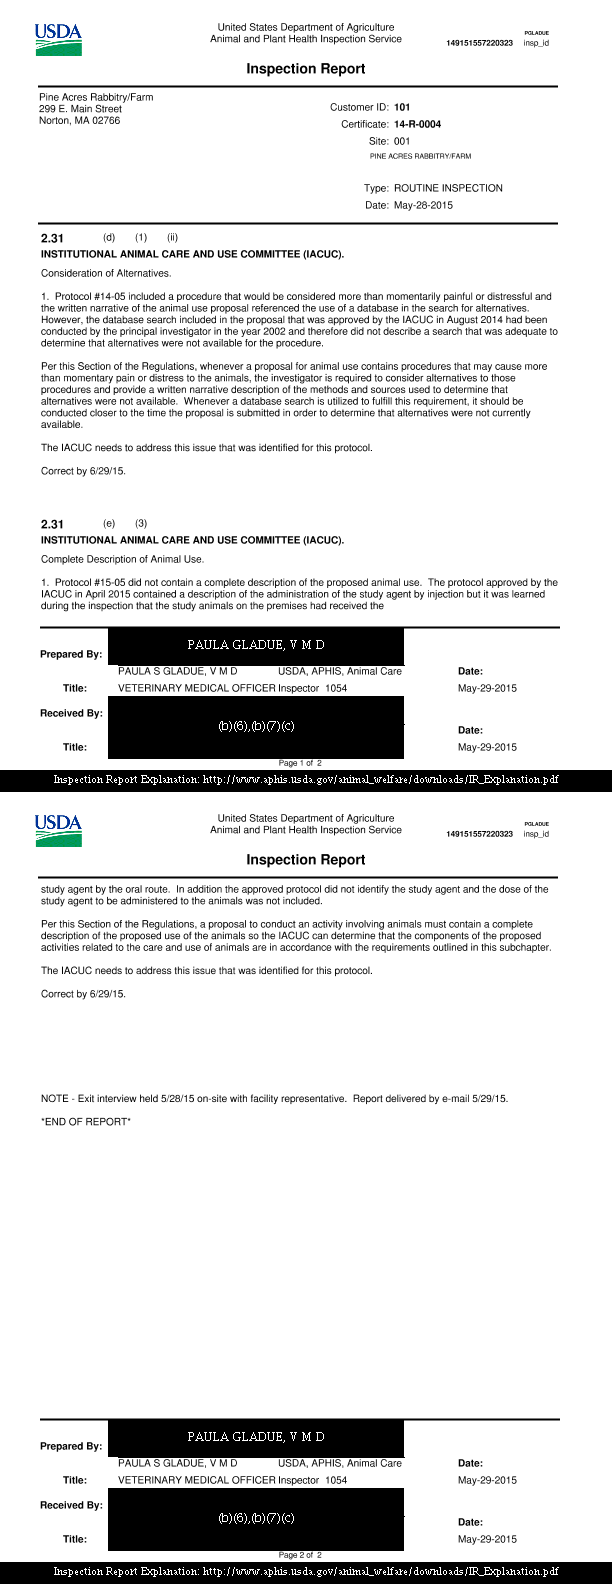 USDA
United States Department of Agriculture
Animal and Plant Health Inspection Service
PGLADUE
149151557220323 insp_id
Inspection Report
Pine Acres Rabbitry/Farm
299 E. Main Street
Norton, MA 02766
Customer ID: 101
Certificate: 14-R-0004
Site: 001
PINE ACRES RABBITRY/FARM
Type: ROUTINE INSPECTION
Date: May-28-2015
2.31 (d) (1) (ii)
INSTITUTIONAL ANIMAL CARE AND USE COMMITTEE (IACUC).
Consideration of Alternatives.
1. Protocol #14-05 included a procedure that would be considered more than momentarily painful or distressful and
the written narrative of the animal use proposal referenced the use of a database in the search for alternatives.
However, the database search included in the proposal that was approved by the IACUC in August 2014 had been
conducted by the principal investigator in the year 2002 and therefore did not describe a search that was adequate to
determine that alternatives were not available for the procedure.
Per this Section of the Regulations, whenever a proposal for animal use contains procedures that may cause more
than momentary pain or distress to the animals, the investigator is required to consider alternatives to those
procedures and provide a written narrative description of the methods and sources used to determine that
alternatives were not available. Whenever a database search is utilized to fulfill this requirement, it should be
conducted closer to the time the proposal is submitted in order to determine that alternatives were not currently
available.
The IACUC needs to address this issue that was identified for this protocol.
Correct by 6/29/15.
2.31 (e) (3)
INSTITUTIONAL ANIMAL CARE AND USE COMMITTEE (IACUC).
Complete Description of Animal Use.
1. Protocol #15-05 did not contain a complete description of the proposed animal use. The protocol approved by the
IACUC in April 2015 contained a description of the administration of the study agent by injection but it was learned
during the inspection that the study animals on the premises had received the
PAULA GLADUE, V M D
Prepared By:
PAULA S GLADUE, V M D USDA, APHIS, Animal Care Date:
Title: VETERINARY MEDICAL OFFICER Inspector 1054 May-29-2015
Received By:
(b)(6),(b)(7)(c)
Date:
Title: May-29-2015
Page 1 of 2
Inspection Report Explanation: http://www.aphis.usda.gov/animal_welfare/downloads/IR_Explanation.pdf
USDA
United States Department of Agriculture
Animal and Plant Health Inspection Service
PGLADUE
149151557220323 insp_id
Inspection Report
study agent by the oral route. In addition the approved protocol did not identify the study agent and the dose of the
study agent to be administered to the animals was not included.
Per this Section of the Regulations, a proposal to conduct an activity involving animals must contain a complete
description of the proposed use of the animals so the IACUC can determine that the components of the proposed
activities related to the care and use of animals are in accordance with the requirements outlined in this subchapter.
The IACUC needs to address this issue that was identified for this protocol.
Correct by 6/29/15.
NOTE - Exit interview held 5/28/15 on-site with facility representative. Report delivered by e-mail 5/29/15.
*END OF REPORT*
PAULA GLADUE, V M D
Prepared By:
PAULA S GLADUE, V M D USDA, APHIS, Animal Care Date:
Title: VETERINARY MEDICAL OFFICER Inspector 1054 May-29-2015
Received By:
(b)(6),(b)(7)(c)
Date:
Title: May-29-2015
Page 2 of 2
Inspection Report Explanation: http://www.aphis.usda.gov/animal_welfare/downloads/IR_Explanation.pdf